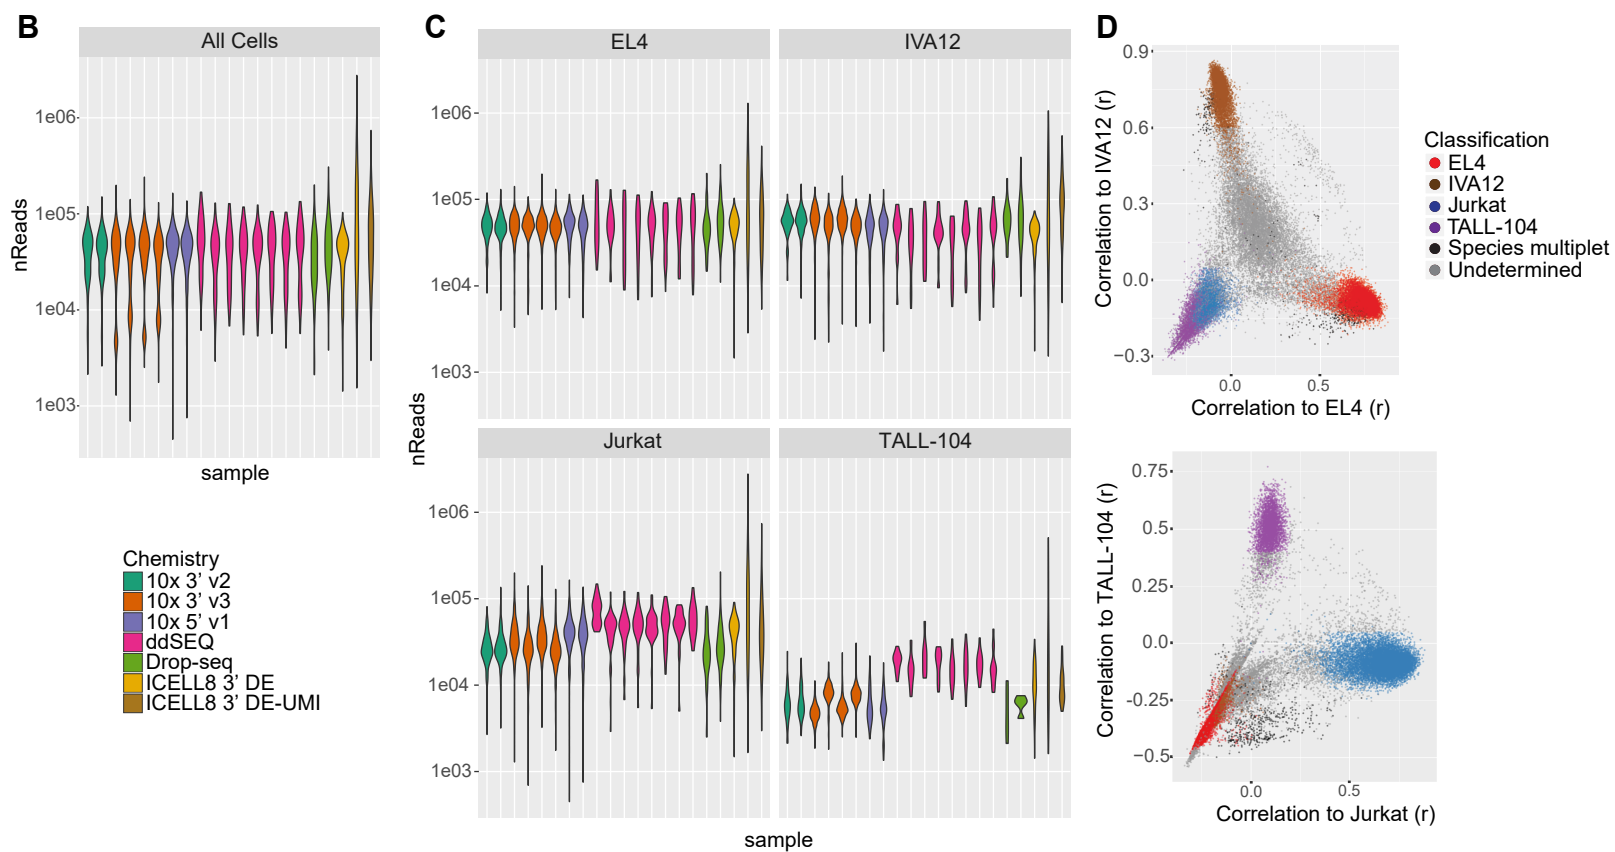 B
All Cells
1e06
1e05
1e04
1e03
nReads
sample
Chemistry
10x 3’ v2
10x 3’ v3
10x 5’ v1
ddSEQ
Drop-seq
ICELL8 3’ DE
ICELL8 3’ DE-UMI
C
EL4
IVA12
1e06
1e05
1e04
1e03
nReads
Jurkat
TALL-104
1e06
1e05
1e04
1e03
sample
D
0.9
0.6
0.3
0.0
−0.3
Correlation to IVA12 (r)
0.0
0.5
Correlation to EL4 (r)
Classification
EL4
IVA12
Jurkat
TALL-104
Species multiplet
Undetermined
0.75
0.5
0.25
0.0
-0.25
−0.5
Correlation to TALL-104 (r)
0.0
0.5
Correlation to Jurkat (r)